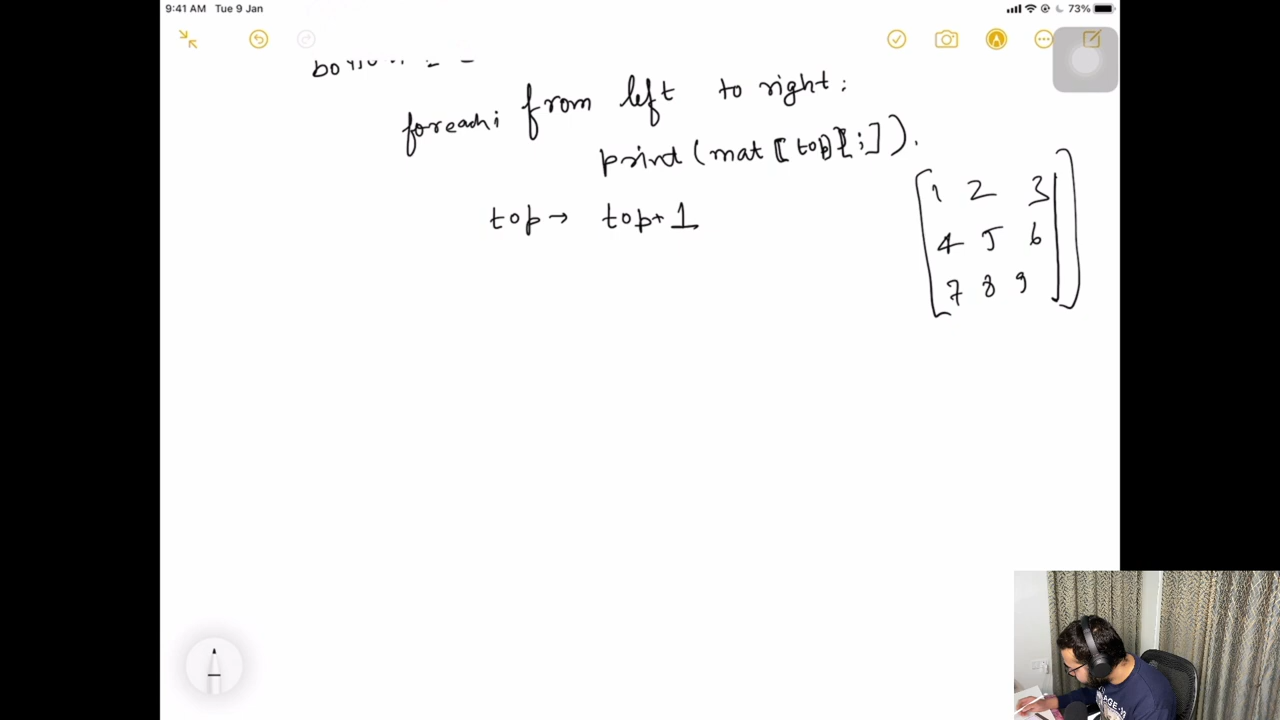 9:41 AM Tue 9 Jan
73%
foreach i from left to right:
print(mat[top][i]).
top → top+1
1 2 3
4 5 6
7 8 9